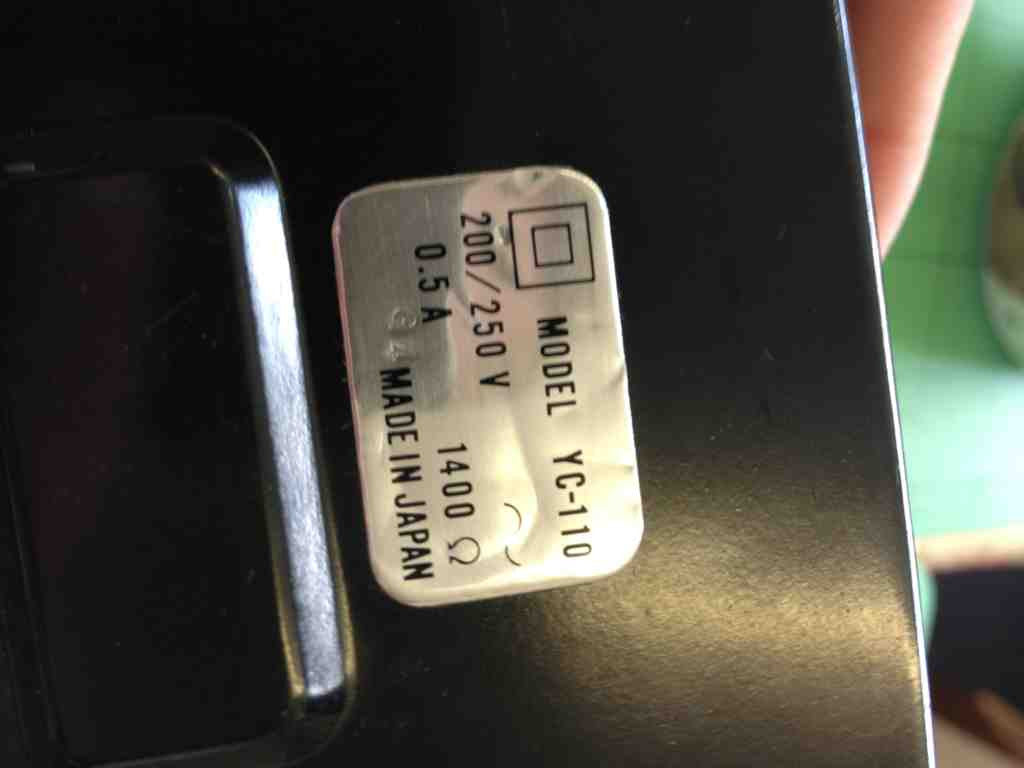 MODEL YC-110
200/250 V ~
0.5 A 1400 Ω
MADE IN JAPAN